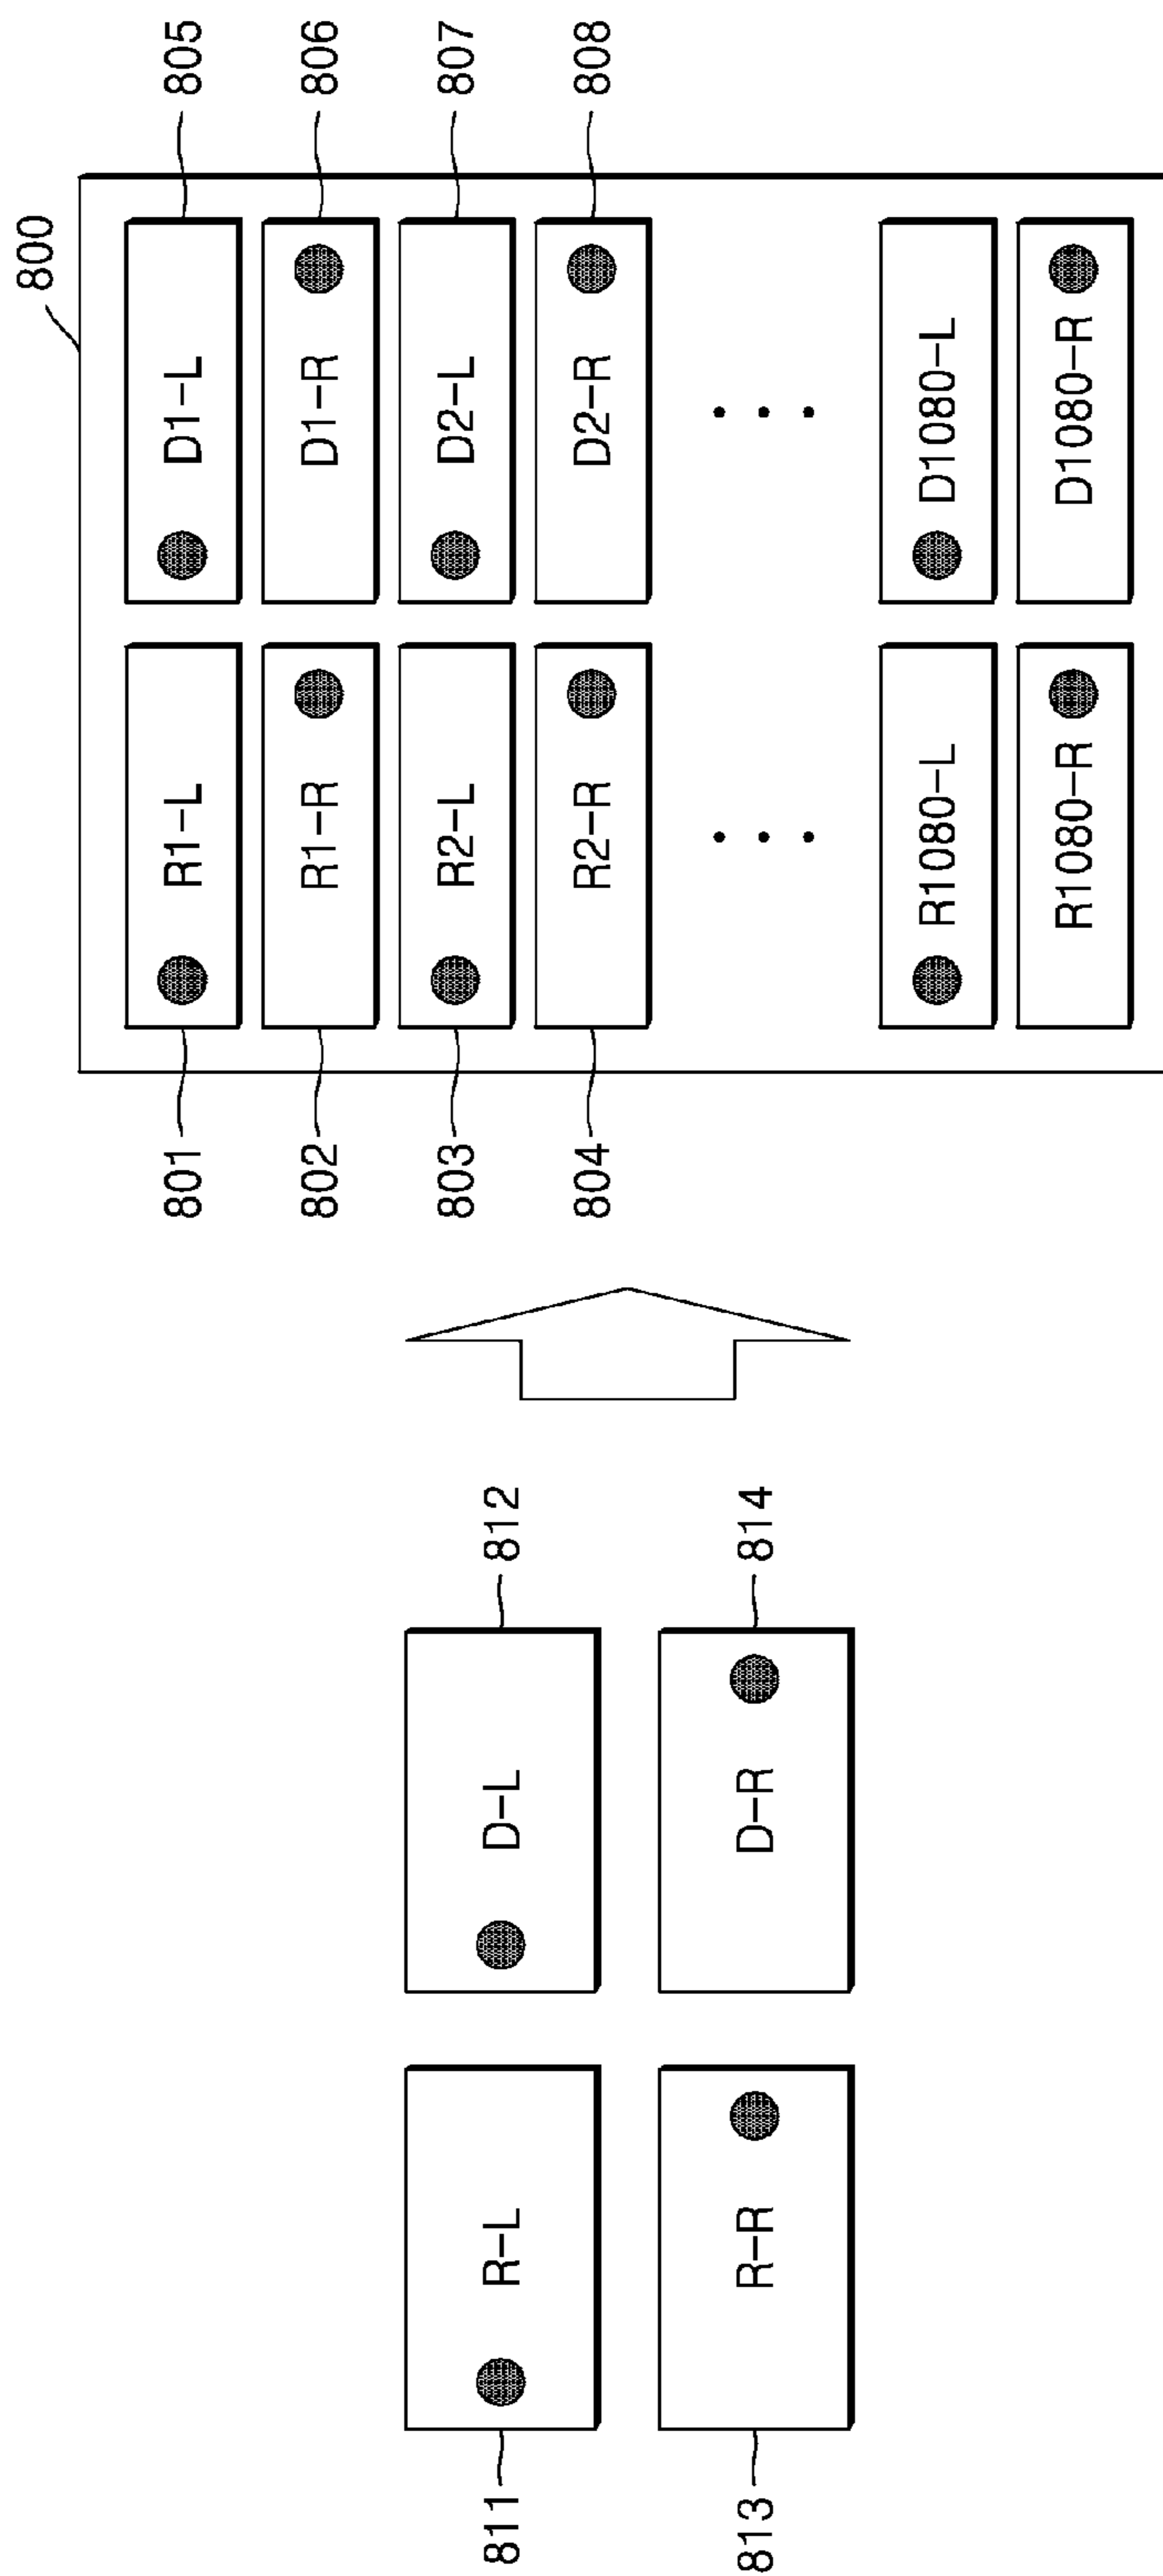 811 R-L D-L 812
813 R-R D-R 814
800
801 R1-L D1-L 805
802 R1-R D1-R 806
803 R2-L D2-L 807
804 R2-R D2-R 808
R1080-L D1080-L
R1080-R D1080-R